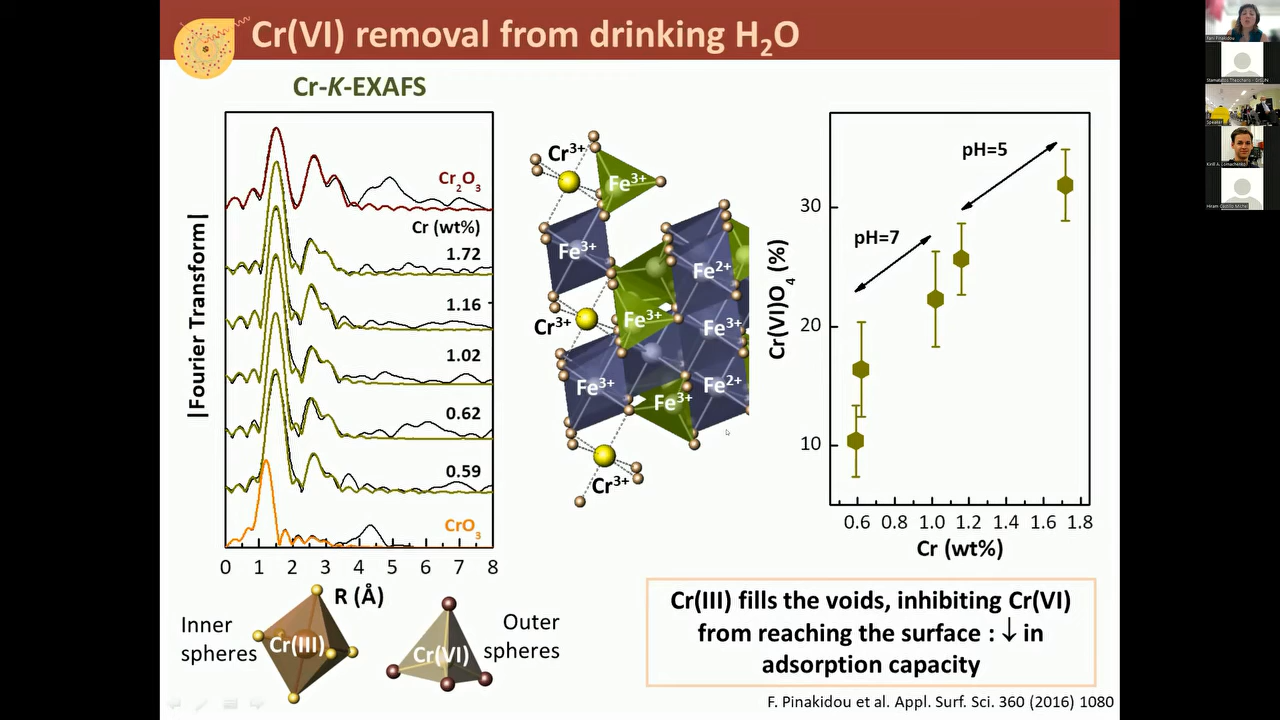 Cr(VI) removal from drinking H₂O
Cr-K-EXAFS
|Fourier Transform|
Cr₂O₃
Cr (wt%)
1.72
1.16
1.02
0.62
0.59
CrO₃
0 1 2 3 4 5 6 7 8
R (Å)
Inner
spheres
Cr(III)
Cr(VI)
Outer
spheres
Cr³⁺
Fe³⁺
Fe³⁺
Fe²⁺
Cr³⁺
Fe³⁺
Fe³⁺
Fe³⁺
Fe²⁺
Fe³⁺
Cr³⁺
Cr(VI)O₄ (%)
30
20
10
pH=5
pH=7
0.6 0.8 1.0 1.2 1.4 1.6 1.8
Cr (wt%)
Cr(III) fills the voids, inhibiting Cr(VI)
from reaching the surface : ↓ in
adsorption capacity
F. Pinakidou et al. Appl. Surf. Sci. 360 (2016) 1080
Fani Pinakidou
Speaker
Kirill A. Lomachenko